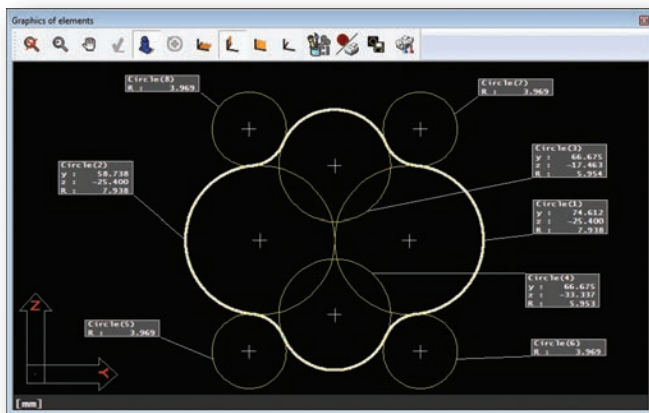 Graphics of elements
Circle(8)
R : 3.969
Circle(7)
R : 3.969
Circle(2)
y : 58.738
z : -25.400
R : 7.938
Circle(3)
y : 66.675
z : -17.463
R : 5.954
Circle(1)
y : 74.612
z : -25.400
R : 7.938
Circle(4)
y : 66.675
z : -33.337
R : 5.953
Circle(5)
R : 3.969
Circle(6)
R : 3.969
Z
Y
[mm]